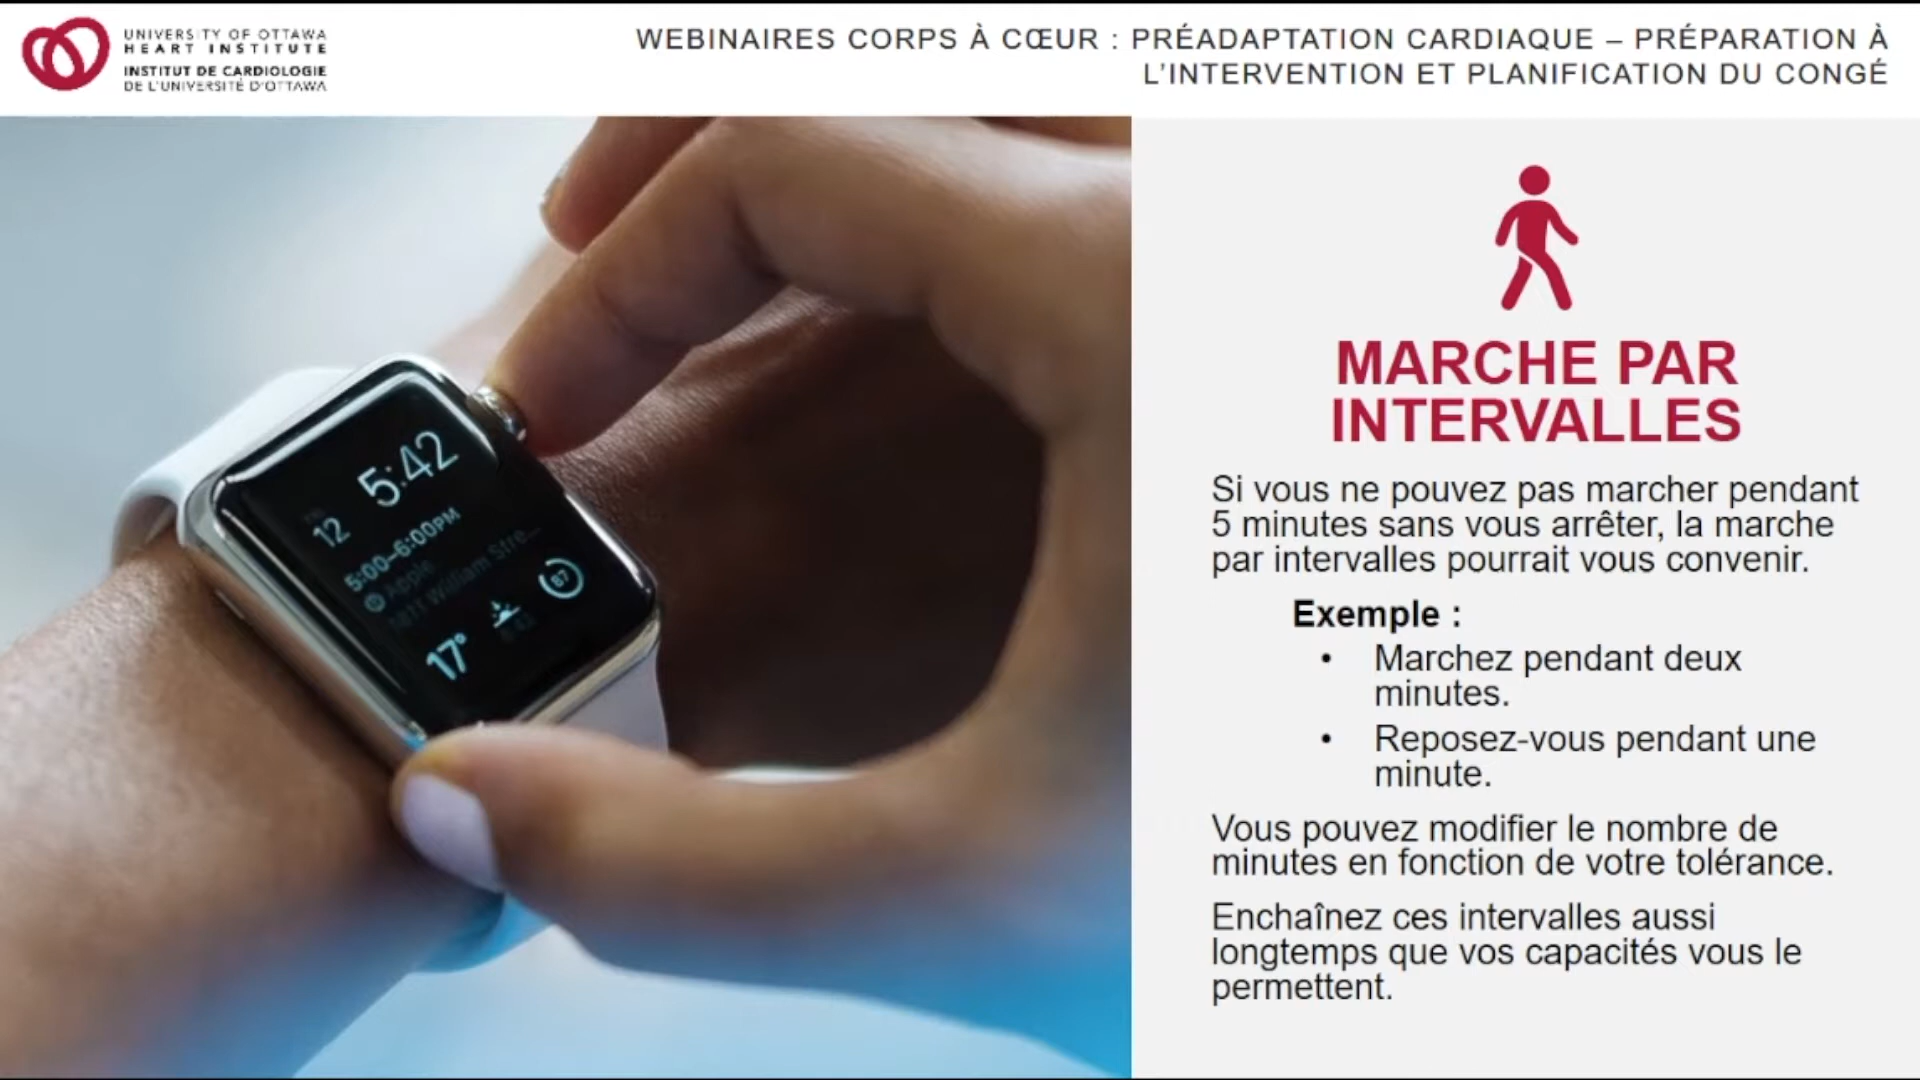 UNIVERSITY OF OTTAWA
HEART INSTITUTE
INSTITUT DE CARDIOLOGIE
DE L'UNIVERSITÉ D'OTTAWA
WEBINAIRES CORPS À CŒUR : PRÉADAPTATION CARDIAQUE – PRÉPARATION À
L'INTERVENTION ET PLANIFICATION DU CONGÉ
5:42
12
5:00–6:00PM
Apple
William Stre...
87
17°
MARCHE PAR
INTERVALLES
Si vous ne pouvez pas marcher pendant
5 minutes sans vous arrêter, la marche
par intervalles pourrait vous convenir.
Exemple :
• Marchez pendant deux
minutes.
• Reposez-vous pendant une
minute.
Vous pouvez modifier le nombre de
minutes en fonction de votre tolérance.
Enchaînez ces intervalles aussi
longtemps que vos capacités vous le
permettent.